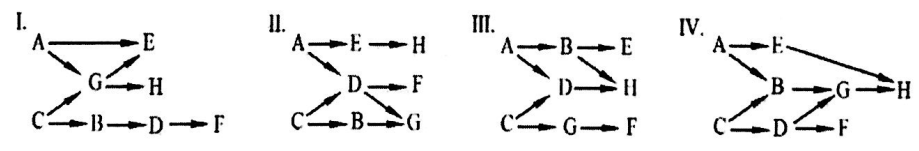 I.
A E
G H
C B D F
II.
A E H
D F
C B G
III.
A B E
D H
C G F
IV.
A E
B G H
C D F